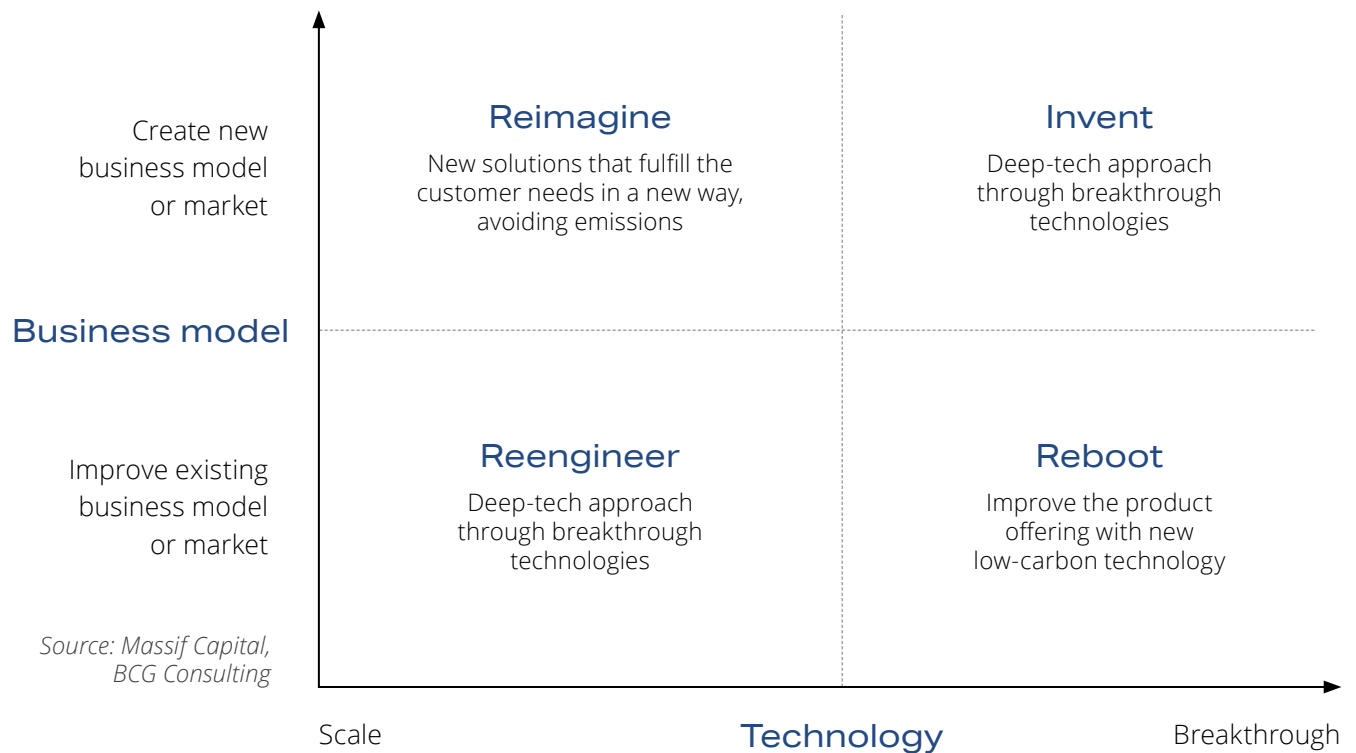 Create new
business model
or market
Reimagine
New solutions that fulfill the
customer needs in a new way,
avoiding emissions
Invent
Deep-tech approach
through breakthrough
technologies
Business model
Improve existing
business model
or market
Reengineer
Deep-tech approach
through breakthrough
technologies
Reboot
Improve the product
offering with new
low-carbon technology
Source: Massif Capital,
BCG Consulting
Scale
Technology
Breakthrough